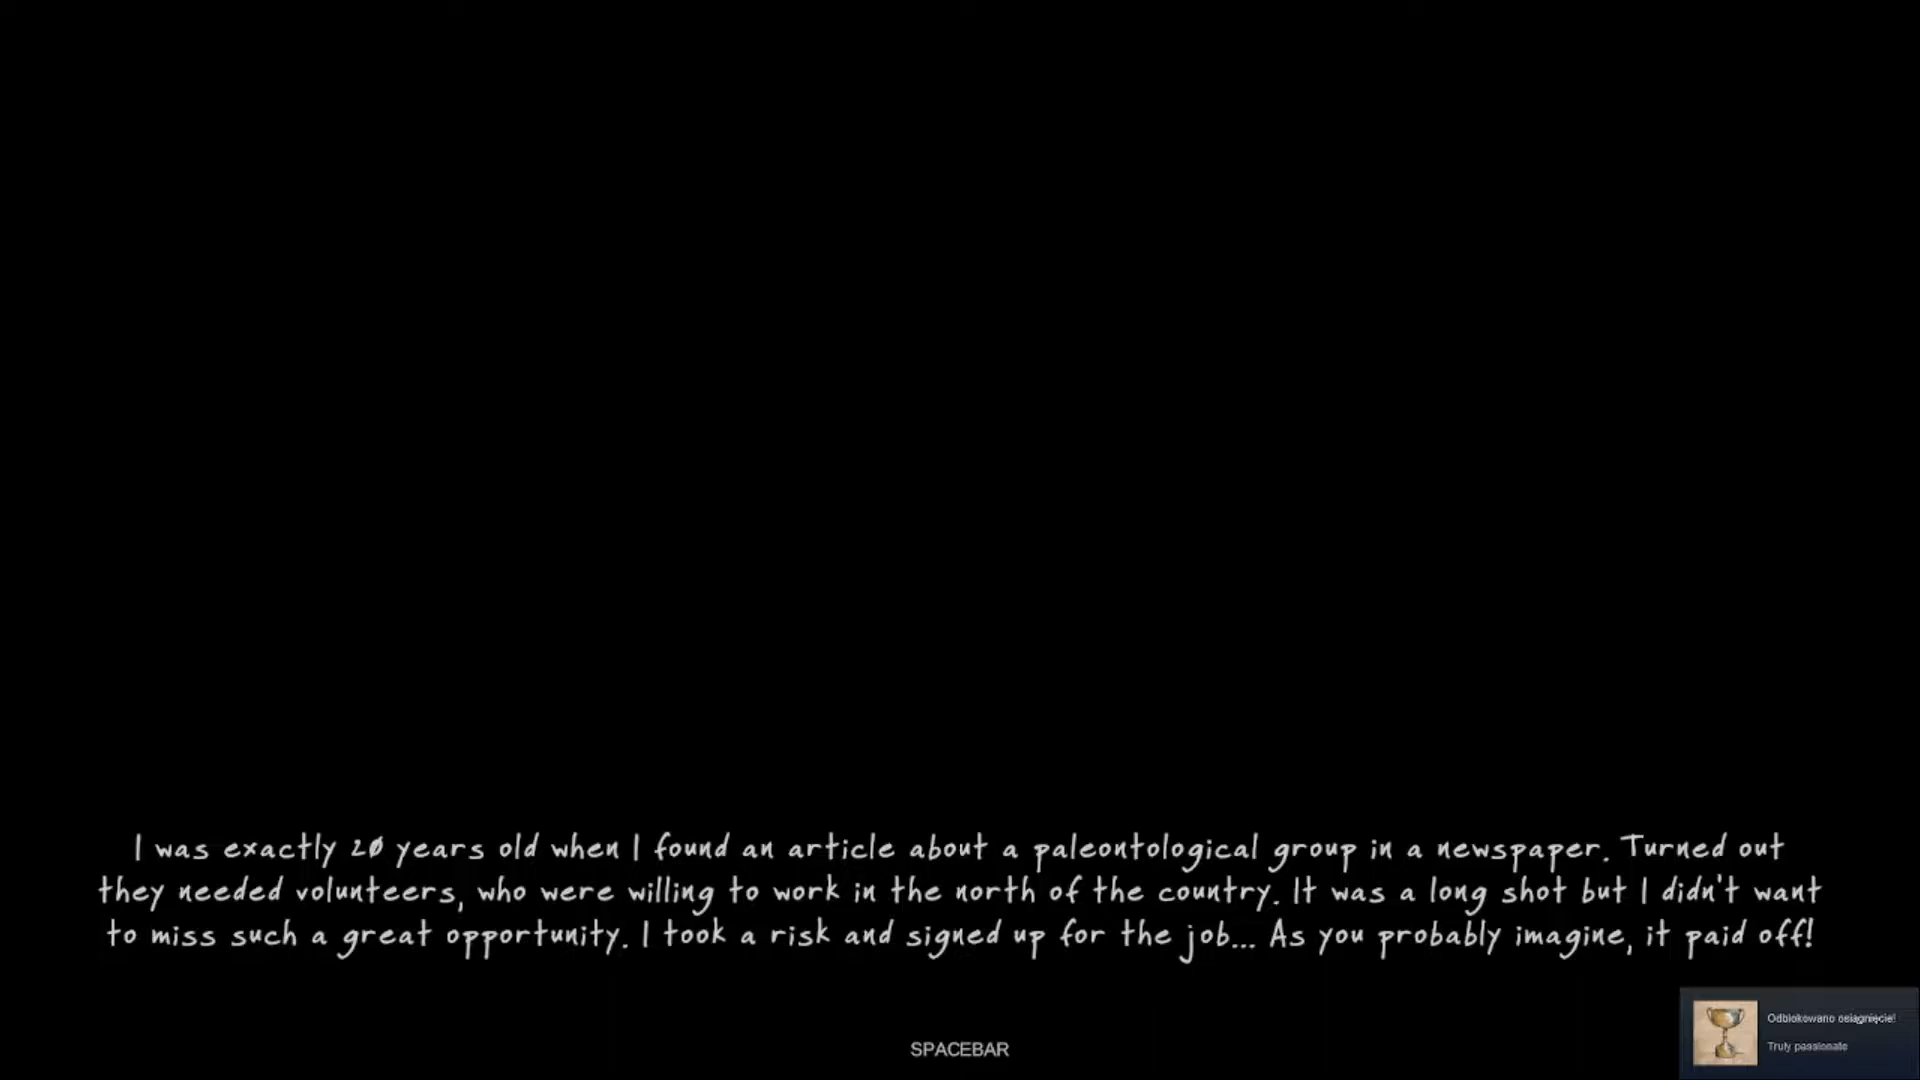 I was exactly 20 years old when I found an article about a paleontological group in a newspaper. Turned out
they needed volunteers, who were willing to work in the north of the country. It was a long shot but I didn't want
to miss such a great opportunity. I took a risk and signed up for the job... As you probably imagine, it paid off!
Odblokowano osiągnięcie!
Truly passionate
SPACEBAR